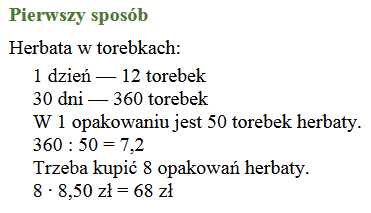 Pierwszy sposób
Herbata w torebkach:
1 dzień — 12 torebek
30 dni — 360 torebek
W 1 opakowaniu jest 50 torebek herbaty.
360 : 50 = 7,2
Trzeba kupić 8 opakowań herbaty.
8 · 8,50 zł = 68 zł